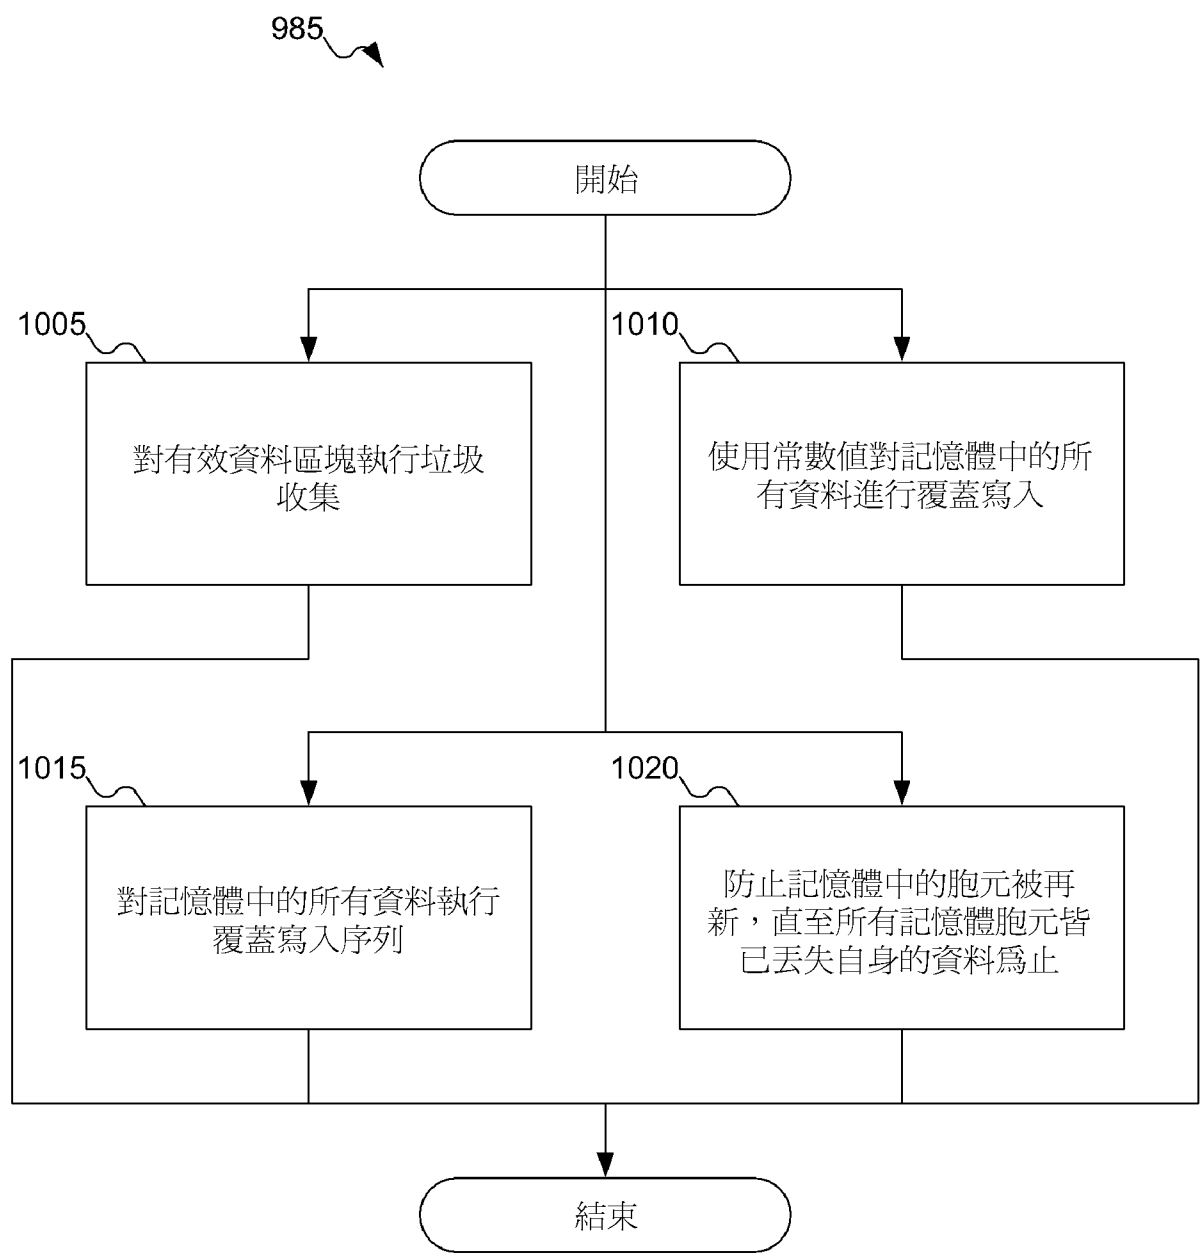 985
開始
1005
1010
對有效資料區塊執行垃圾
收集
使用常數值對記憶體中的所
有資料進行覆蓋寫入
1015
1020
對記憶體中的所有資料執行
覆蓋寫入序列
防止記憶體中的胞元被再
新，直至所有記憶體胞元皆
已丟失自身的資料爲止
結束